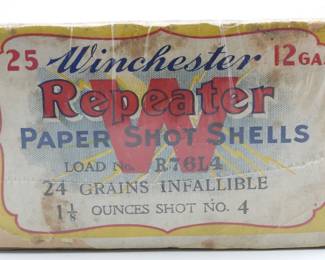 25 Winchester 12 GA
Repeater
W
PAPER SHOT SHELLS
LOAD No. R76L4
24 GRAINS INFALLIBLE
1 1/8 OUNCES SHOT NO. 4